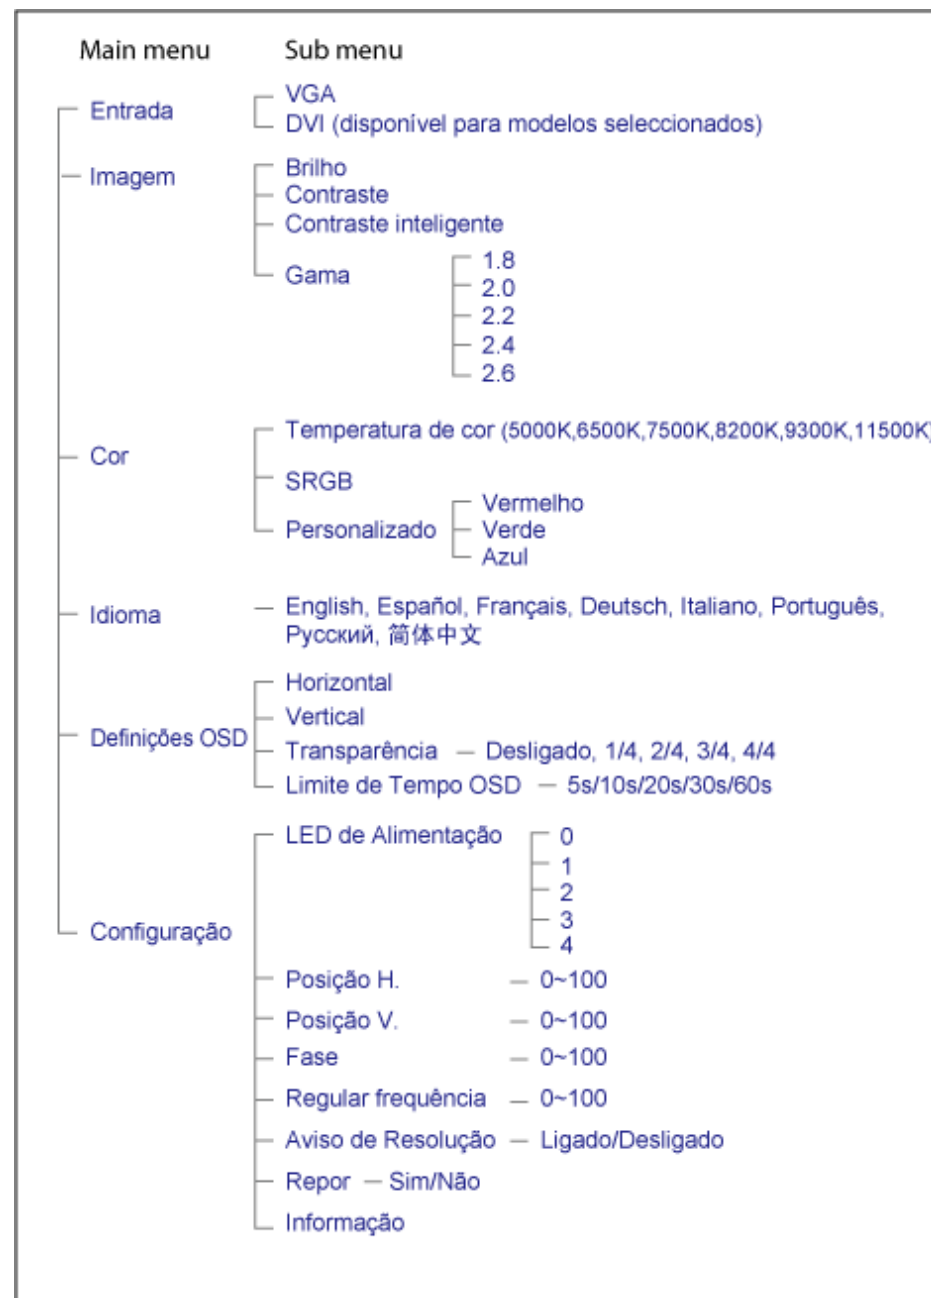 Main menu Sub menu
Entrada
VGA
DVI (disponível para modelos seleccionados)
Imagem
Brilho
Contraste
Contraste inteligente
Gama
1.8
2.0
2.2
2.4
2.6
Cor
Temperatura de cor (5000K,6500K,7500K,8200K,9300K,11500K)
SRGB
Personalizado
Vermelho
Verde
Azul
Idioma
English, Español, Français, Deutsch, Italiano, Português,
Русский, 简体中文
Definições OSD
Horizontal
Vertical
Transparência — Desligado, 1/4, 2/4, 3/4, 4/4
Limite de Tempo OSD — 5s/10s/20s/30s/60s
Configuração
LED de Alimentação
0
1
2
3
4
Posição H. — 0~100
Posição V. — 0~100
Fase — 0~100
Regular frequência — 0~100
Aviso de Resolução — Ligado/Desligado
Repor — Sim/Não
Informação